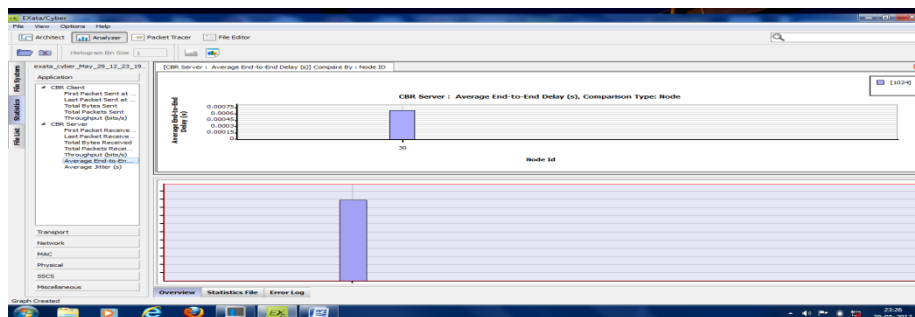 EXata/Cyber
File View Options Help
Architect Analyzer Packet Tracer File Editor
Histogram Bin Size 1
File System
Statistics
File List
exata_cyber_May_29_12_23_19..
Application
CBR Client
First Packet Sent at ...
Last Packet Sent at ...
Total Bytes Sent
Total Packets Sent
Throughput (bits/s)
CBR Server
First Packet Receive...
Last Packet Receive...
Total Bytes Received
Total Packets Recei...
Throughput (bits/s)
Average End-to-En...
Average Jitter (s)
Transport
Network
MAC
Physical
SSCS
Miscellaneous
[CBR Server : Average End-to-End Delay (s)] Compare By : Node ID
[1024]
CBR Server : Average End-to-End Delay (s), Comparison Type: Node
Average End-to-End
Delay (s)
0.00075
0.0006
0.00045
0.0003
0.00015
0
30
Node Id
Overview Statistics File Error Log
Graph Created
23:26